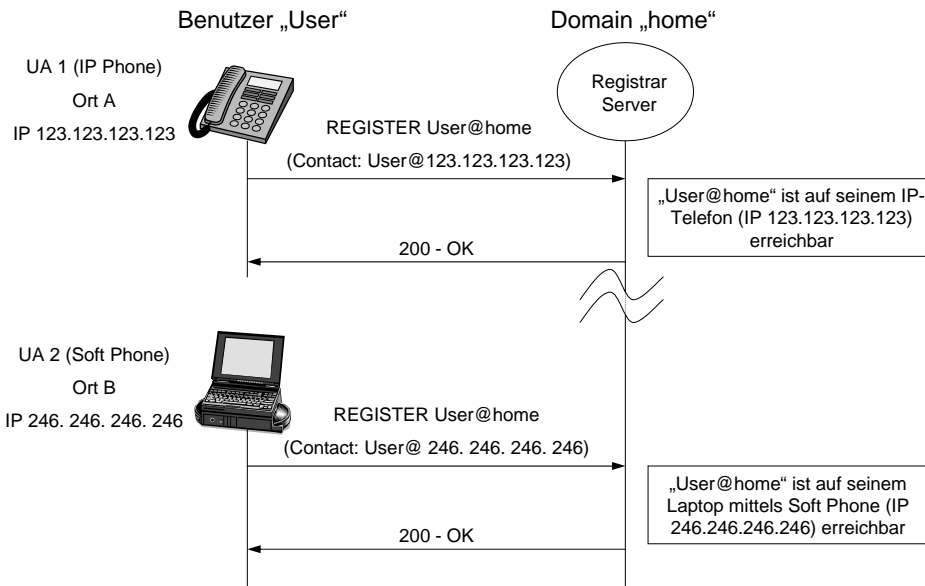 Benutzer „User“
Domain „home“
UA 1 (IP Phone)
Ort A
IP 123.123.123.123
Registrar
Server
REGISTER User@home
(Contact: User@123.123.123.123)
„User@home“ ist auf seinem IP-
Telefon (IP 123.123.123.123)
erreichbar
200 - OK
UA 2 (Soft Phone)
Ort B
IP 246. 246. 246. 246
REGISTER User@home
(Contact: User@ 246. 246. 246. 246)
„User@home“ ist auf seinem
Laptop mittels Soft Phone (IP
246.246.246.246) erreichbar
200 - OK